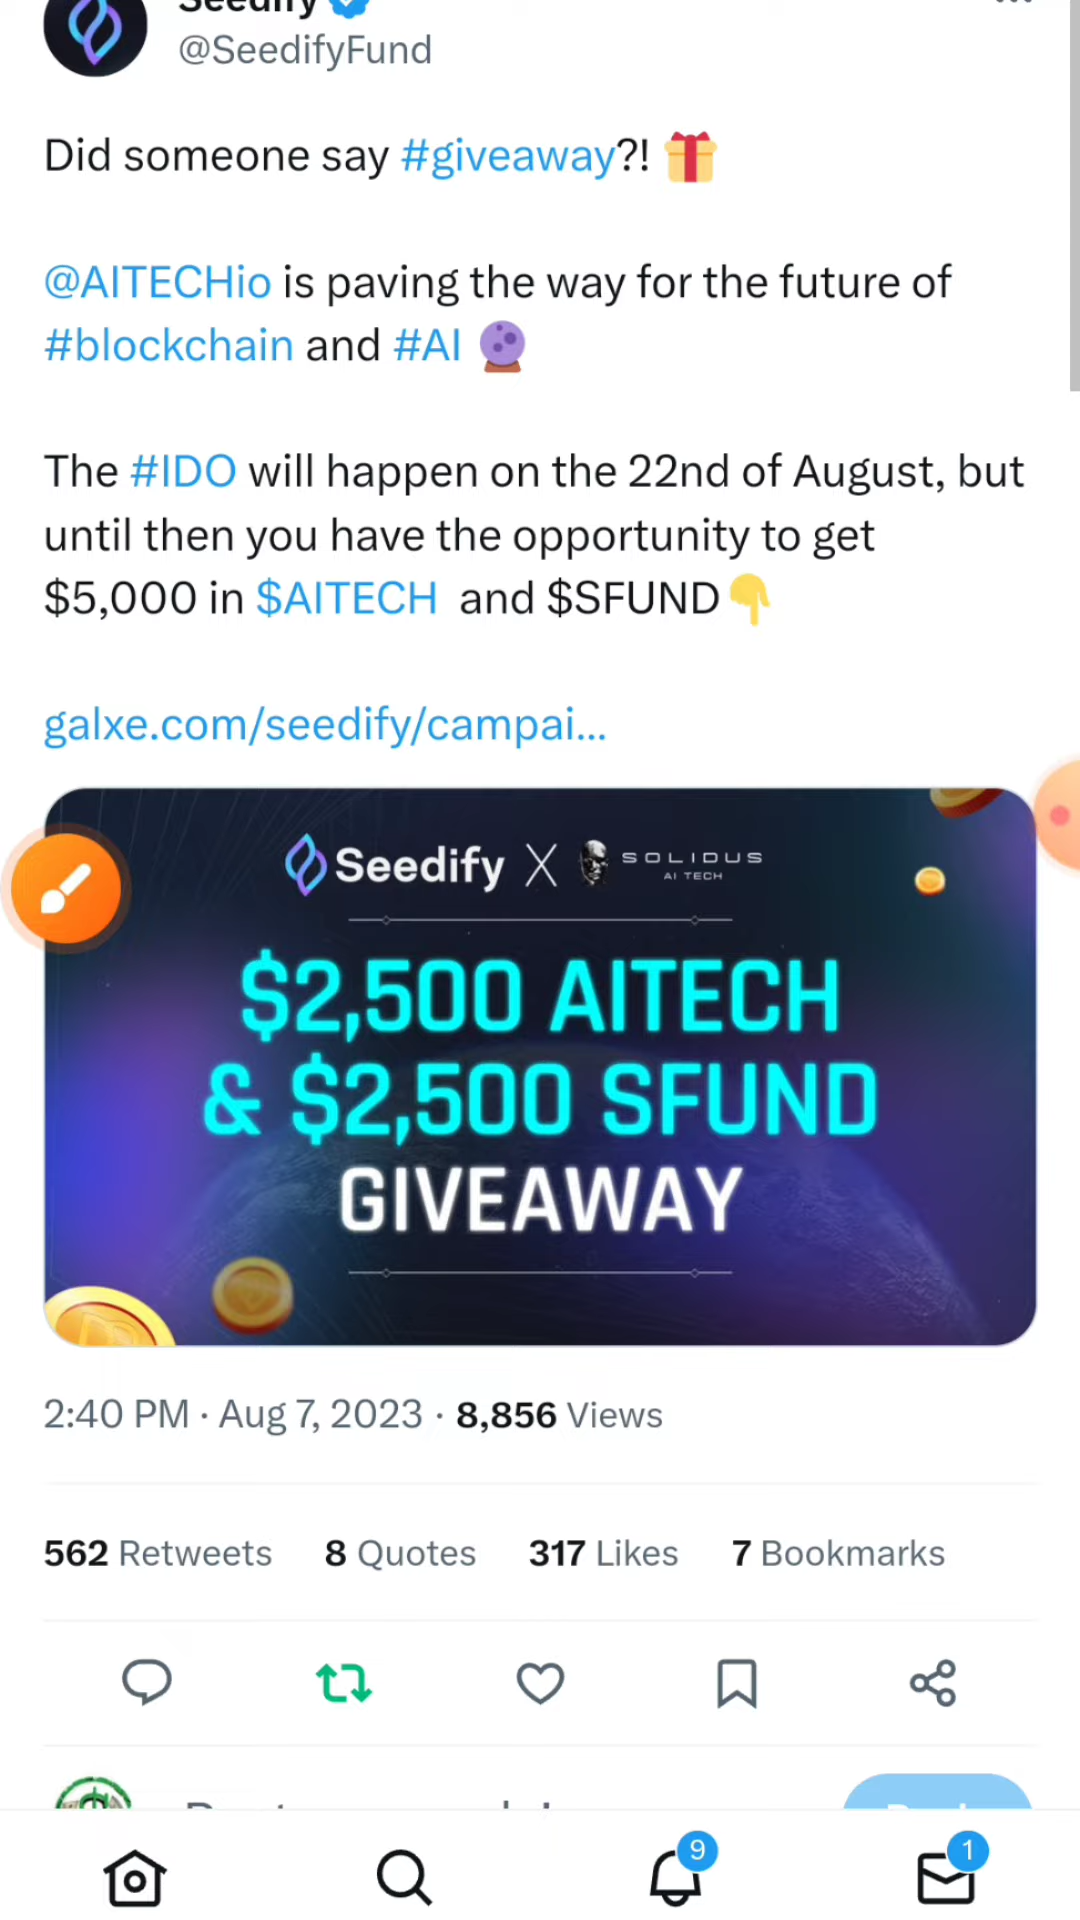 Seedify
@SeedifyFund
Did someone say #giveaway?!
@AITECHio is paving the way for the future of
#blockchain and #AI
The #IDO will happen on the 22nd of August, but
until then you have the opportunity to get
$5,000 in $AITECH and $SFUND
galxe.com/seedify/campai...
Seedify X SOLIDUS
AI TECH
$2,500 AITECH
& $2,500 SFUND
GIVEAWAY
2:40 PM · Aug 7, 2023 · 8,856 Views
562 Retweets 8 Quotes 317 Likes 7 Bookmarks
9
1